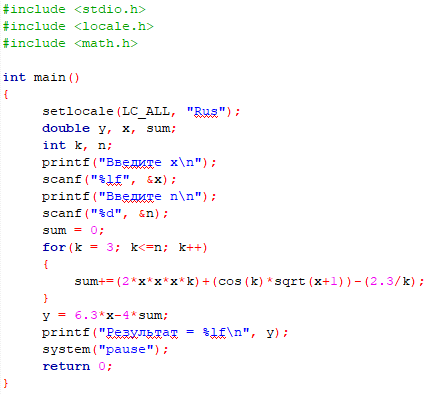 #include <stdio.h>
#include <locale.h>
#include <math.h>
int main()
{
setlocale(LC_ALL, "Rus");
double y, x, sum;
int k, n;
printf("Введите x\n");
scanf("%lf", &x);
printf("Введите n\n");
scanf("%d", &n);
sum = 0;
for(k = 3; k<=n; k++)
{
sum+=(2*x*x*x*k)+(cos(k)*sqrt(x+1))-(2.3/k);
}
y = 6.3*x-4*sum;
printf("Результат = %lf\n", y);
system("pause");
return 0;
}